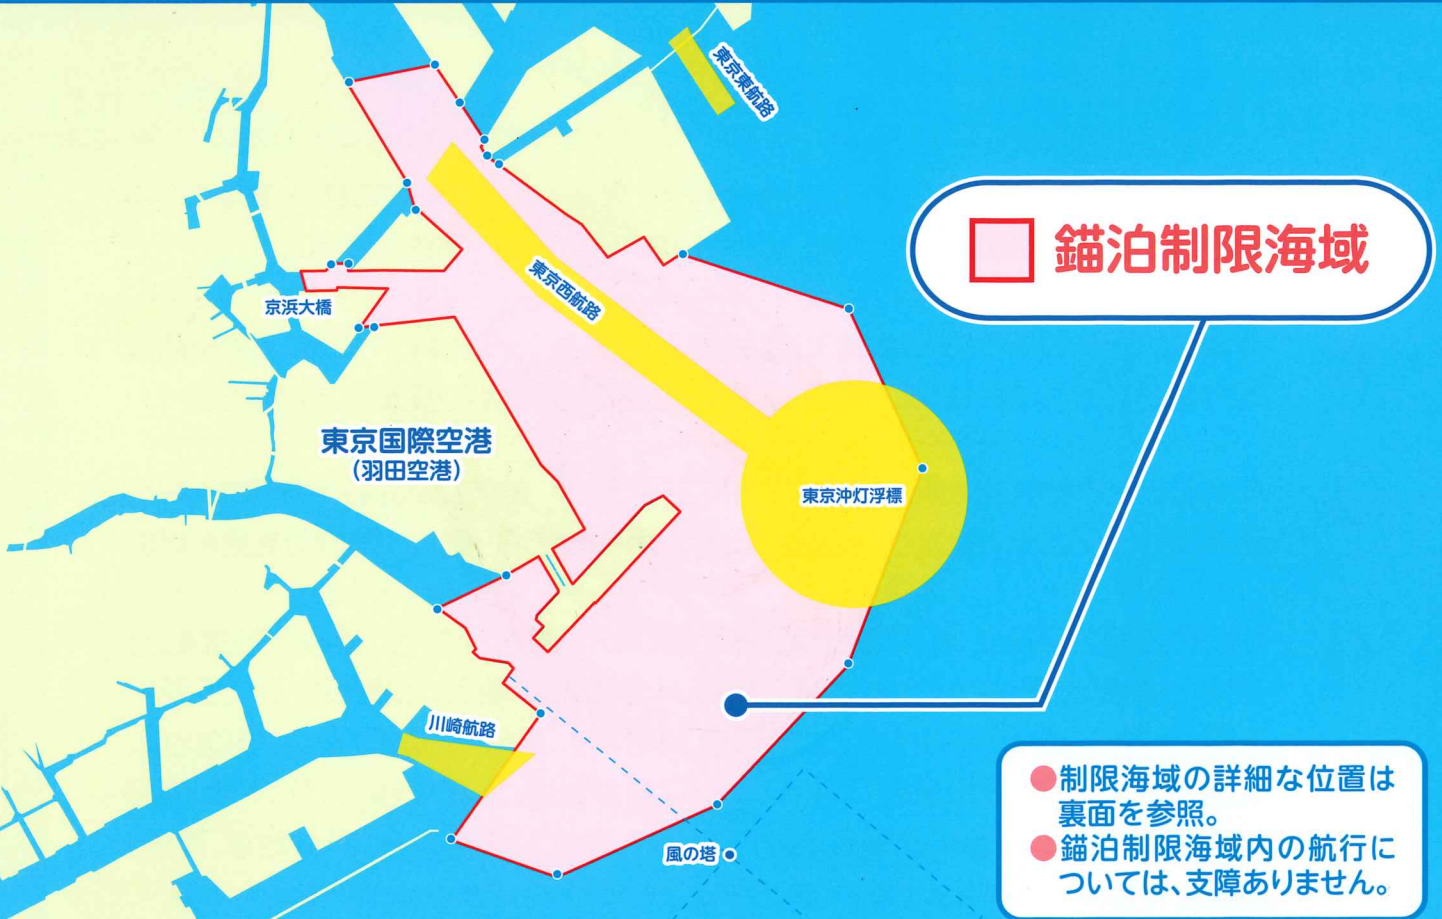 東京東航路
錨泊制限海域
東京西航路
京浜大橋
東京国際空港
(羽田空港)
東京沖灯浮標
川崎航路
風の塔
●制限海域の詳細な位置は
裏面を参照。
●錨泊制限海域内の航行に
ついては、支障ありません。